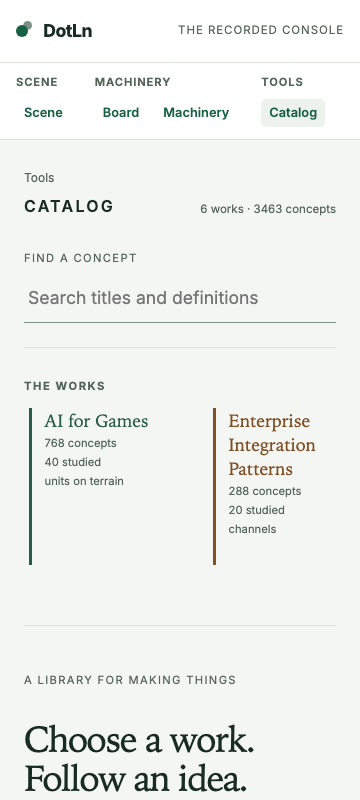 DotLn
THE RECORDED CONSOLE
SCENE
MACHINERY
TOOLS
Scene
Board
Machinery
Catalog
Tools
CATALOG
6 works · 3463 concepts
FIND A CONCEPT
Search titles and definitions
THE WORKS
AI for Games
768 concepts
40 studied
units on terrain
Enterprise
Integration
Patterns
288 concepts
20 studied
channels
A LIBRARY FOR MAKING THINGS
Choose a work.
Follow an idea.